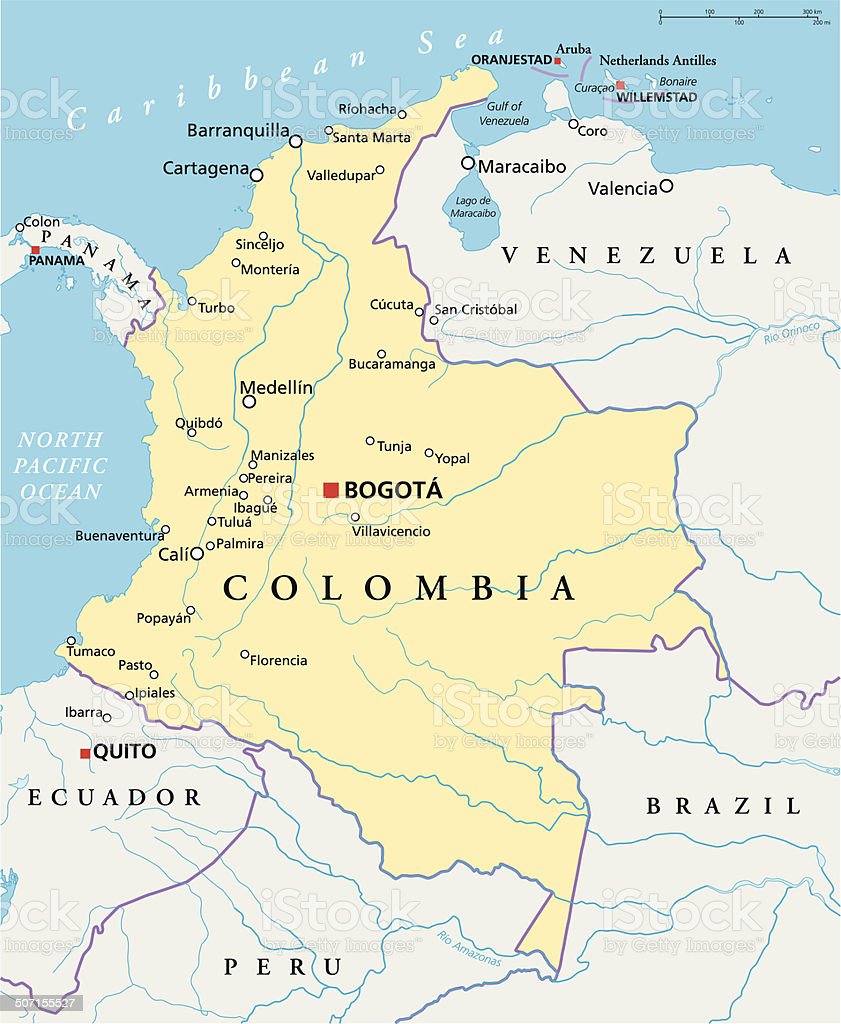 0 100 200 300 km
0 100 200 mi
Caribbean Sea
ORANJESTAD
Aruba
Netherlands Antilles
Curaçao
Bonaire
WILLEMSTAD
Ríohacha
Gulf of
Venezuela
Barranquilla
Santa Marta
Coro
Cartagena
Valledupar
Maracaibo
Valencia
Lago de
Maracaibo
Colon
PANAMA
PANAMA
Sinceljo
Montería
VENEZUELA
Turbo
Cúcuta
San Cristóbal
Rio Orinoco
Bucaramanga
Medellín
Quibdó
NORTH
PACIFIC
OCEAN
Tunja
Yopal
Manizales
Pereira
Armenia
Ibagué
BOGOTÁ
Tuluá
Villavicencio
Buenaventura
Palmira
Calí
COLOMBIA
Popayán
Tumaco
Florencia
Pasto
Ipiales
Ibarra
QUITO
ECUADOR
BRAZIL
Rio Amazonas
PERU
iStock
by Getty Images™
507155527